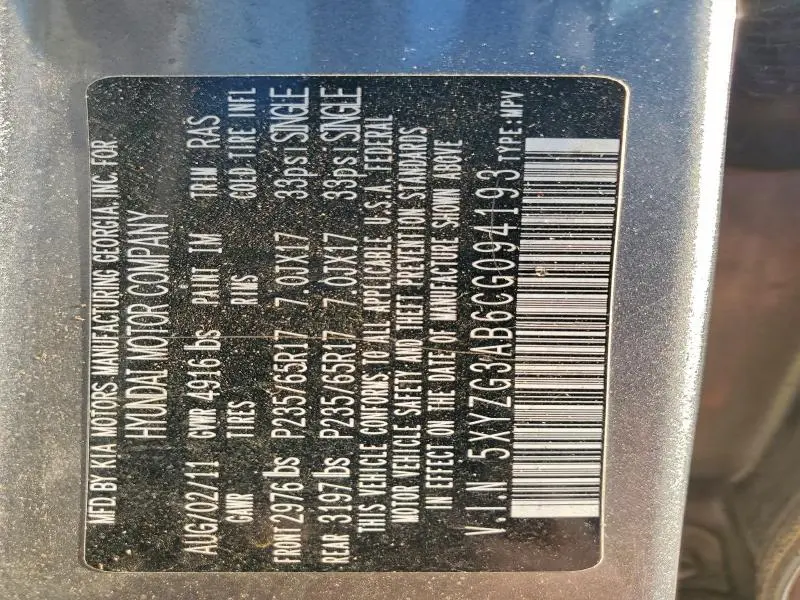 MFD.BY KIA MOTORS MANUFACTURING GEORGIA,INC.FOR
HYUNDAI MOTOR COMPANY
AUG/02/11 GVWR 4916 lbs PAINT IM TRIM RAS
GAWR TIRES RIMS COLD TIRE INFL
FRONT 2976 lbs P235/65R17 7.0JX17 33psi SINGLE
REAR 3197 lbs P235/65R17 7.0JX17 33psi SINGLE
THIS VEHICLE CONFORMS TO ALL APPLICABLE U.S.A. FEDERAL
MOTOR VEHICLE SAFETY AND THEFT PREVENTION STANDARDS
IN EFFECT ON THE DATE OF MANUFACTURE SHOWN ABOVE
V.I.N 5XYZG3AB6CG094193 TYPE:MPV